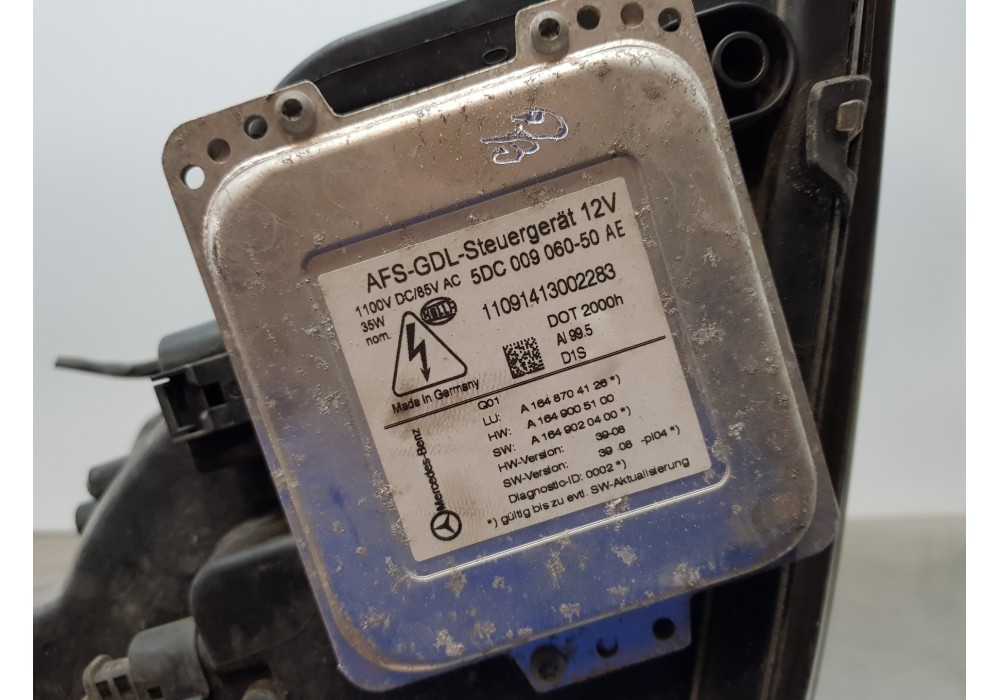 AFS-GDL-Steuergerät 12V
1100V DC/85V AC 5DC 009 060-50 AE
35W
nom.
HELLA
11091413002283
DOT 2000h
Al 99.5
D1S
Made in Germany
Q01
LU: A 164 870 41 26 *)
HW: A 164 900 51 00
SW: A 164 902 04 00 *)
HW-Version: 39-08
SW-Version: 39 .08 -pl04 *)
Diagnostic-ID: 0002 *)
*) gültig bis zu evtl. SW-Aktualisierung
Mercedes-Benz